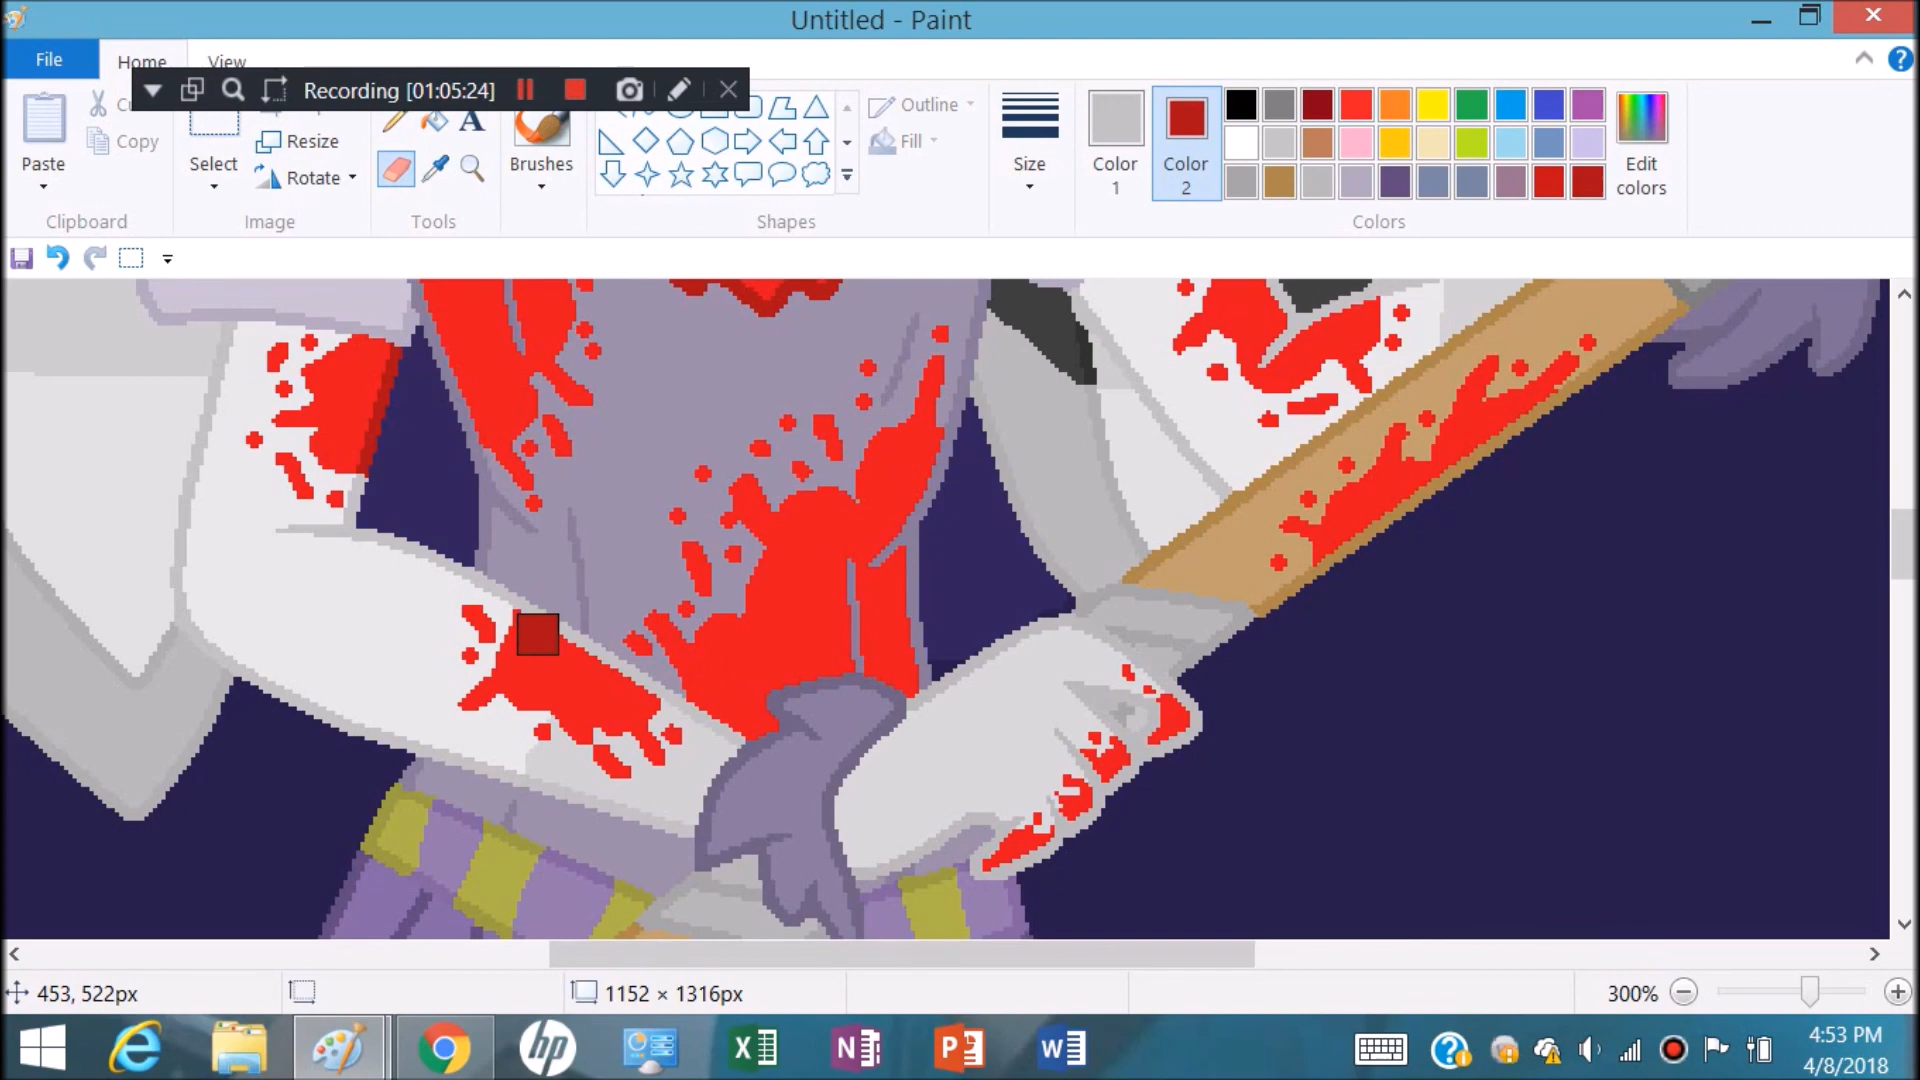 Untitled - Paint
File
Home
View
Recording [01:05:24]
Paste
Copy
Select
Resize
Rotate
A
Brushes
Outline
Fill
Size
Color 1
Color 2
Edit colors
Clipboard
Image
Tools
Shapes
Colors
453, 522px
1152 × 1316px
300%
hp
X
N
P
W
4:53 PM
4/8/2018